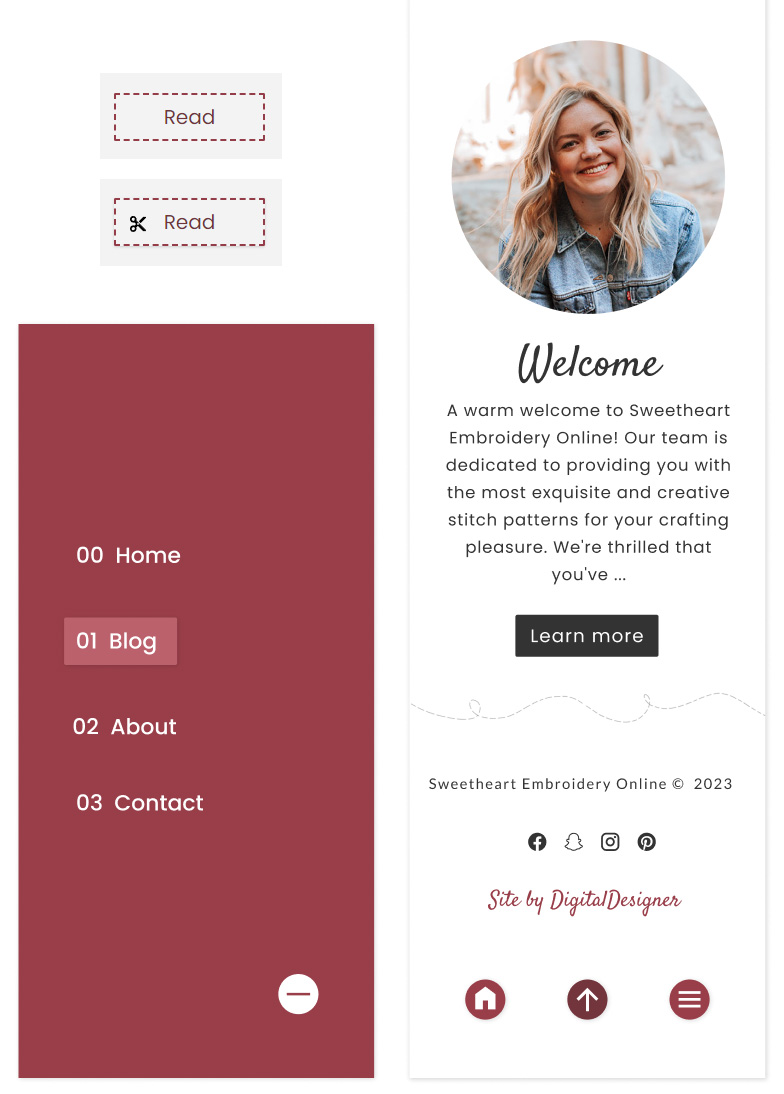 Read
Read
00 Home
01 Blog
02 About
03 Contact
Welcome
A warm welcome to Sweetheart
Embroidery Online! Our team is
dedicated to providing you with
the most exquisite and creative
stitch patterns for your crafting
pleasure. We're thrilled that
you've ...
Learn more
Sweetheart Embroidery Online © 2023
Site by DigitalDesigner